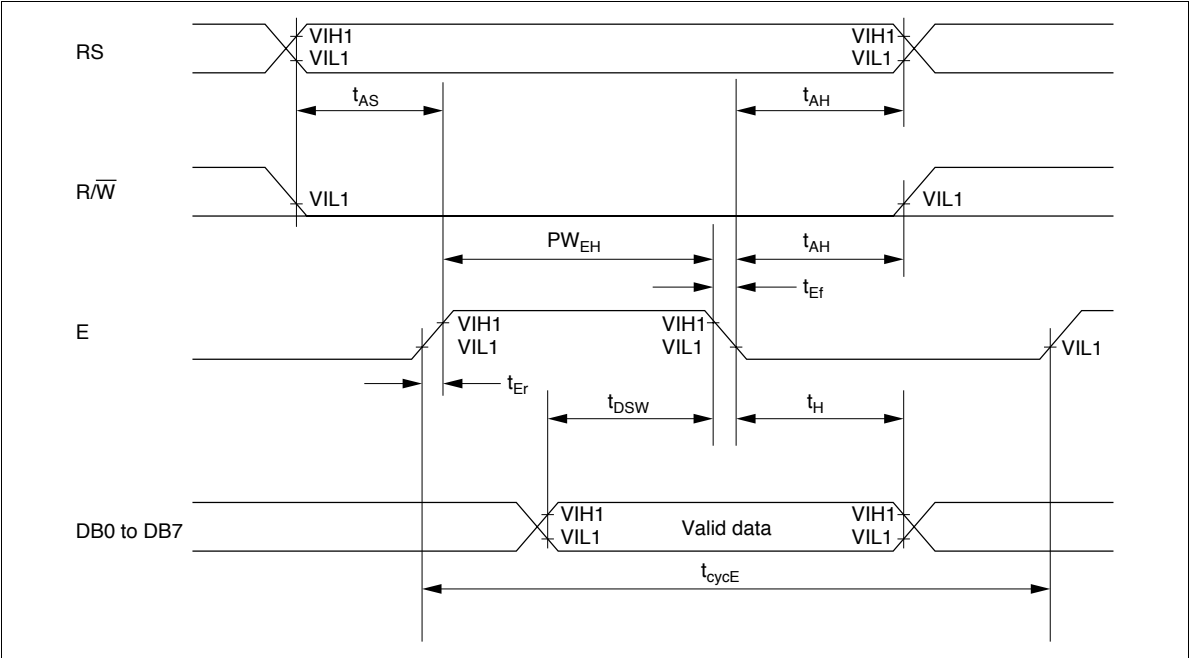 RS
VIH1
VIL1
VIH1
VIL1
tAS
tAH
R/W̅
VIL1
VIL1
PWEH
tAH
tEf
E
VIH1
VIL1
VIH1
VIL1
VIL1
tEr
tDSW
tH
DB0 to DB7
VIH1
VIL1
Valid data
VIH1
VIL1
tcycE